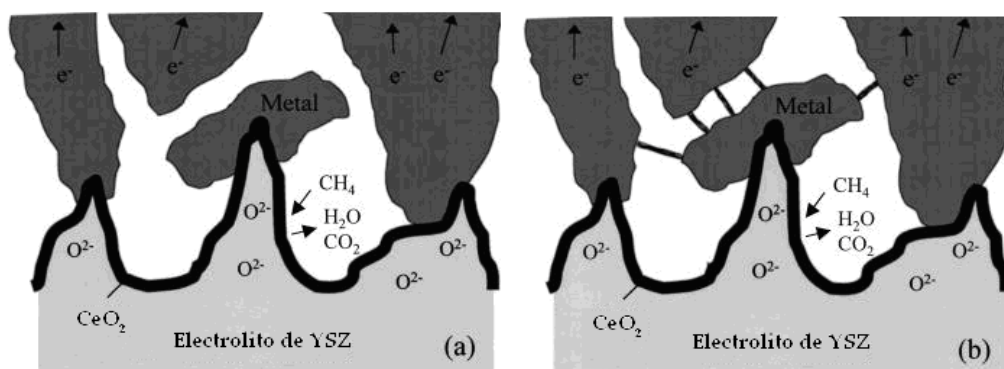 e- e- e- e-
Metal
CH4
H2O
CO2
O2- O2- O2- O2- O2-
CeO2
Electrolito de YSZ
(a)
e- e- e- e-
Metal
CH4
H2O
CO2
O2- O2- O2- O2- O2-
CeO2
Electrolito de YSZ
(b)